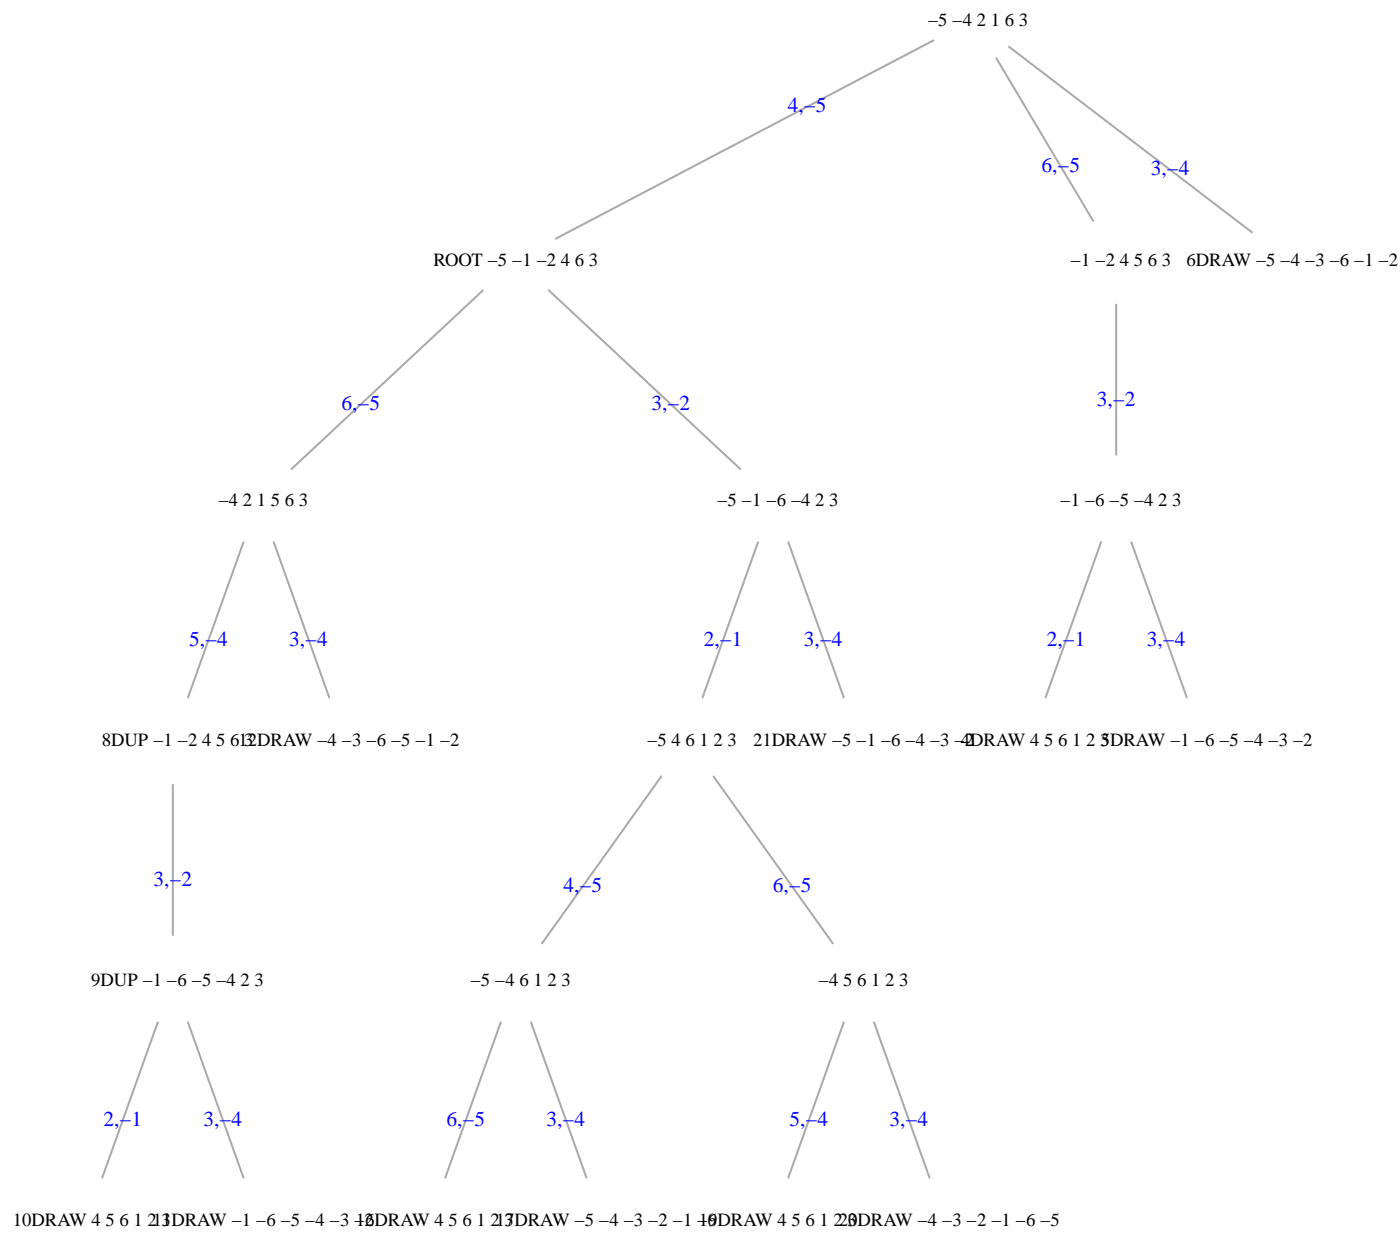 –5 –4 2 1 6 3
4,–5
6,–5
3,–4
ROOT –5 –1 –2 4 6 3
–1 –2 4 5 6 3
6DRAW –5 –4 –3 –6 –1 –2
6,–5
3,–2
3,–2
–4 2 1 5 6 3
–5 –1 –6 –4 2 3
–1 –6 –5 –4 2 3
5,–4
3,–4
2,–1
3,–4
2,–1
3,–4
8DUP –1 –2 4 5 6 3
12DRAW –4 –3 –6 –5 –1 –2
–5 4 6 1 2 3
21DRAW –5 –1 –6 –4 –3 –2
4DRAW 4 5 6 1 2 3
5DRAW –1 –6 –5 –4 –3 –2
3,–2
4,–5
6,–5
9DUP –1 –6 –5 –4 2 3
–5 –4 6 1 2 3
–4 5 6 1 2 3
2,–1
3,–4
6,–5
3,–4
5,–4
3,–4
10DRAW 4 5 6 1 2 3
11DRAW –1 –6 –5 –4 –3 –2
16DRAW 4 5 6 1 2 3
17DRAW –5 –4 –3 –2 –1 –6
19DRAW 4 5 6 1 2 3
20DRAW –4 –3 –2 –1 –6 –5